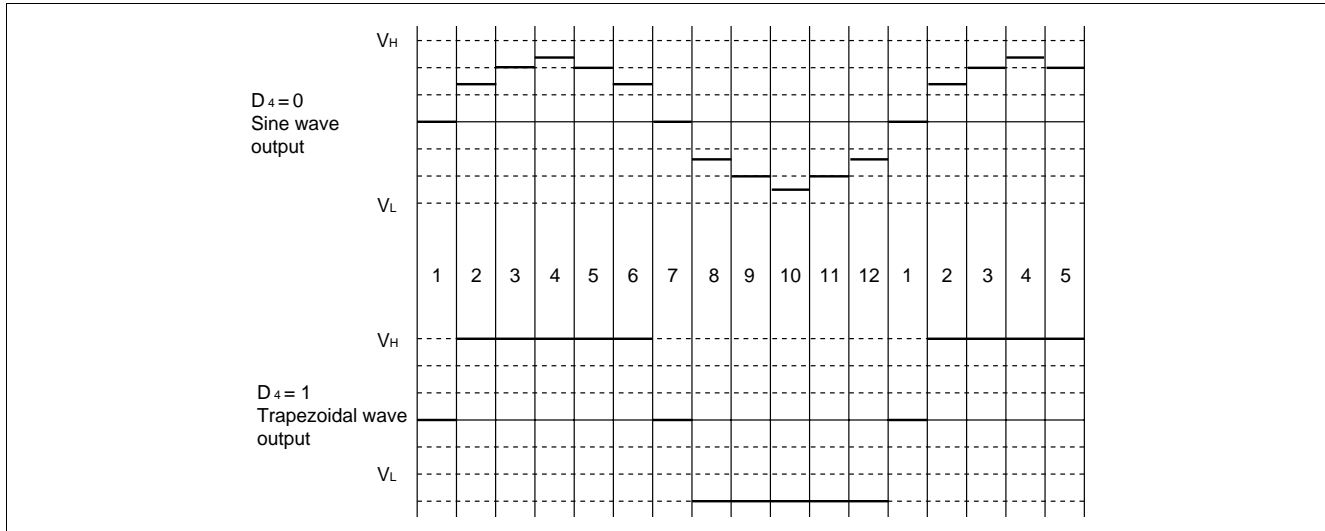 VH
D4 = 0
Sine wave
output
VL
1 2 3 4 5 6 7 8 9 10 11 12 1 2 3 4 5
VH
D4 = 1
Trapezoidal wave
output
VL